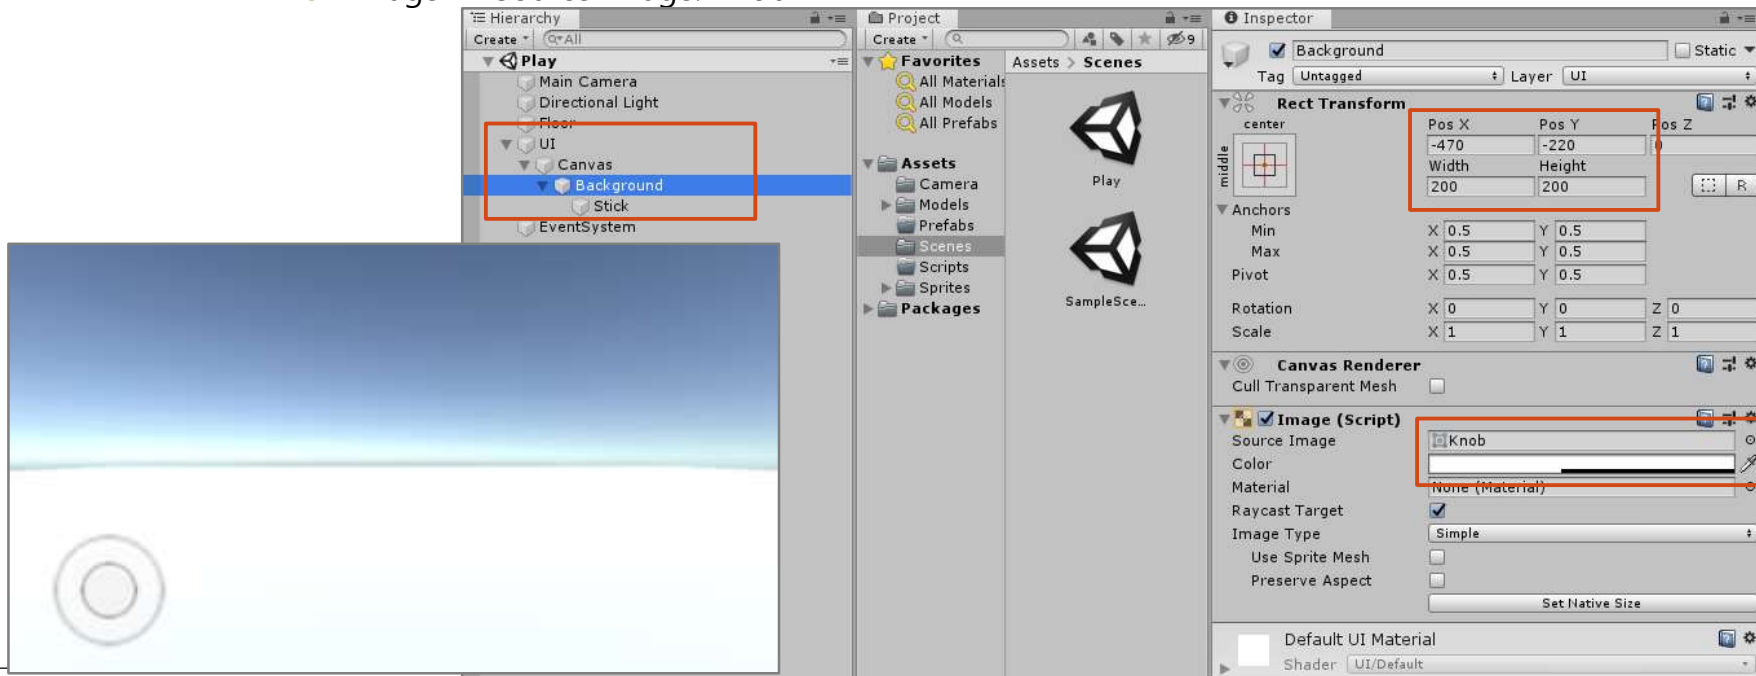 Hierarchy
Create
All
Play
Main Camera
Directional Light
Floor
UI
Canvas
Background
Stick
EventSystem
Project
Create
9
Favorites
All Materials
All Models
All Prefabs
Assets
Camera
Models
Prefabs
Scenes
Scripts
Sprites
Packages
Assets > Scenes
Play
SampleSce...
Inspector
Background
Static
Tag Untagged Layer UI
Rect Transform
center
middle
Pos X Pos Y Pos Z
-470 -220 0
Width Height
200 200
R
Anchors
Min X 0.5 Y 0.5
Max X 0.5 Y 0.5
Pivot X 0.5 Y 0.5
Rotation X 0 Y 0 Z 0
Scale X 1 Y 1 Z 1
Canvas Renderer
Cull Transparent Mesh
Image (Script)
Source Image Knob
Color
Material None (Material)
Raycast Target
Image Type Simple
Use Sprite Mesh
Preserve Aspect
Set Native Size
Default UI Material
Shader UI/Default